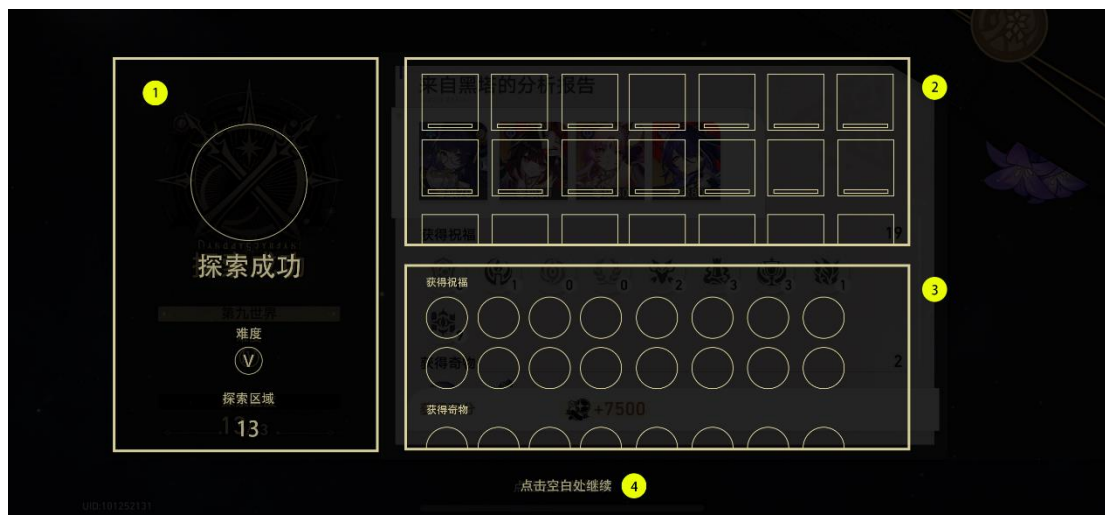 1
探索成功
第九世界
难度
V
探索区域
13
2
来自黑塔的分析报告
获得祝福
19
3
获得祝福
1
0
0
2
3
3
1
获得奇物
2
获得奇物
+7500
点击空白处继续
4
UID:101252131